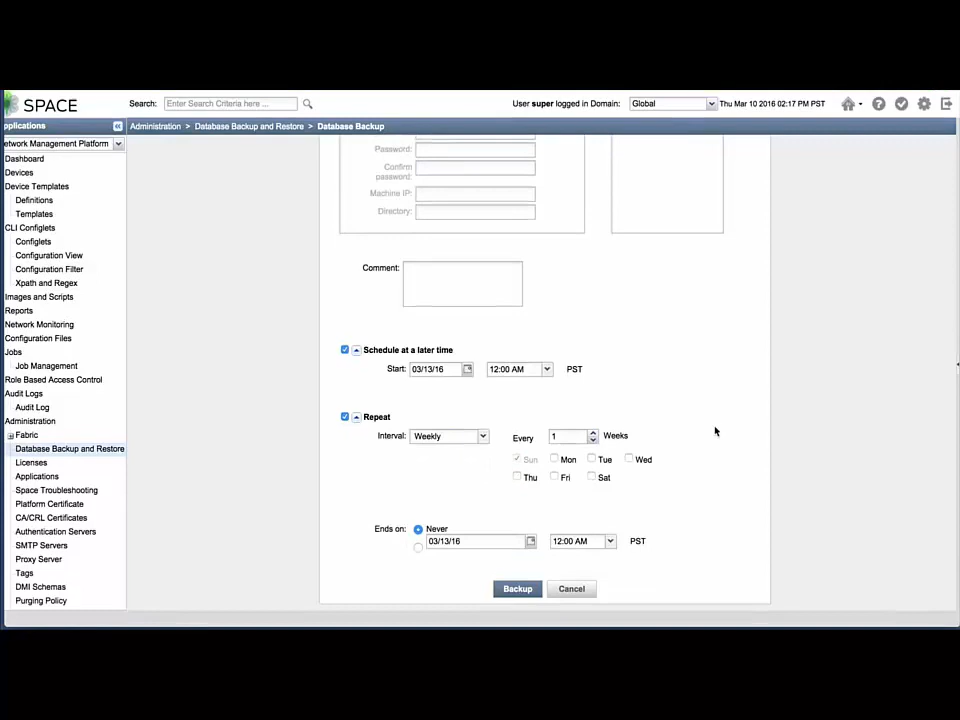 SPACE
Search: Enter Search Criteria here ...
User super logged in Domain: Global Thu Mar 10 2016 02:17 PM PST
pplications
Administration > Database Backup and Restore > Database Backup
etwork Management Platform
Dashboard
Devices
Device Templates
Definitions
Templates
CLI Configlets
Configlets
Configuration View
Configuration Filter
Xpath and Regex
Images and Scripts
Reports
Network Monitoring
Configuration Files
Jobs
Job Management
Role Based Access Control
Audit Logs
Audit Log
Administration
Fabric
Database Backup and Restore
Licenses
Applications
Space Troubleshooting
Platform Certificate
CA/CRL Certificates
Authentication Servers
SMTP Servers
Proxy Server
Tags
DMI Schemas
Purging Policy
Password:
Confirm
password:
Machine IP:
Directory:
Comment:
Schedule at a later time
Start: 03/13/16 12:00 AM PST
Repeat
Interval: Weekly Every 1 Weeks
Sun Mon Tue Wed
Thu Fri Sat
Ends on: Never
03/13/16 12:00 AM PST
Backup Cancel